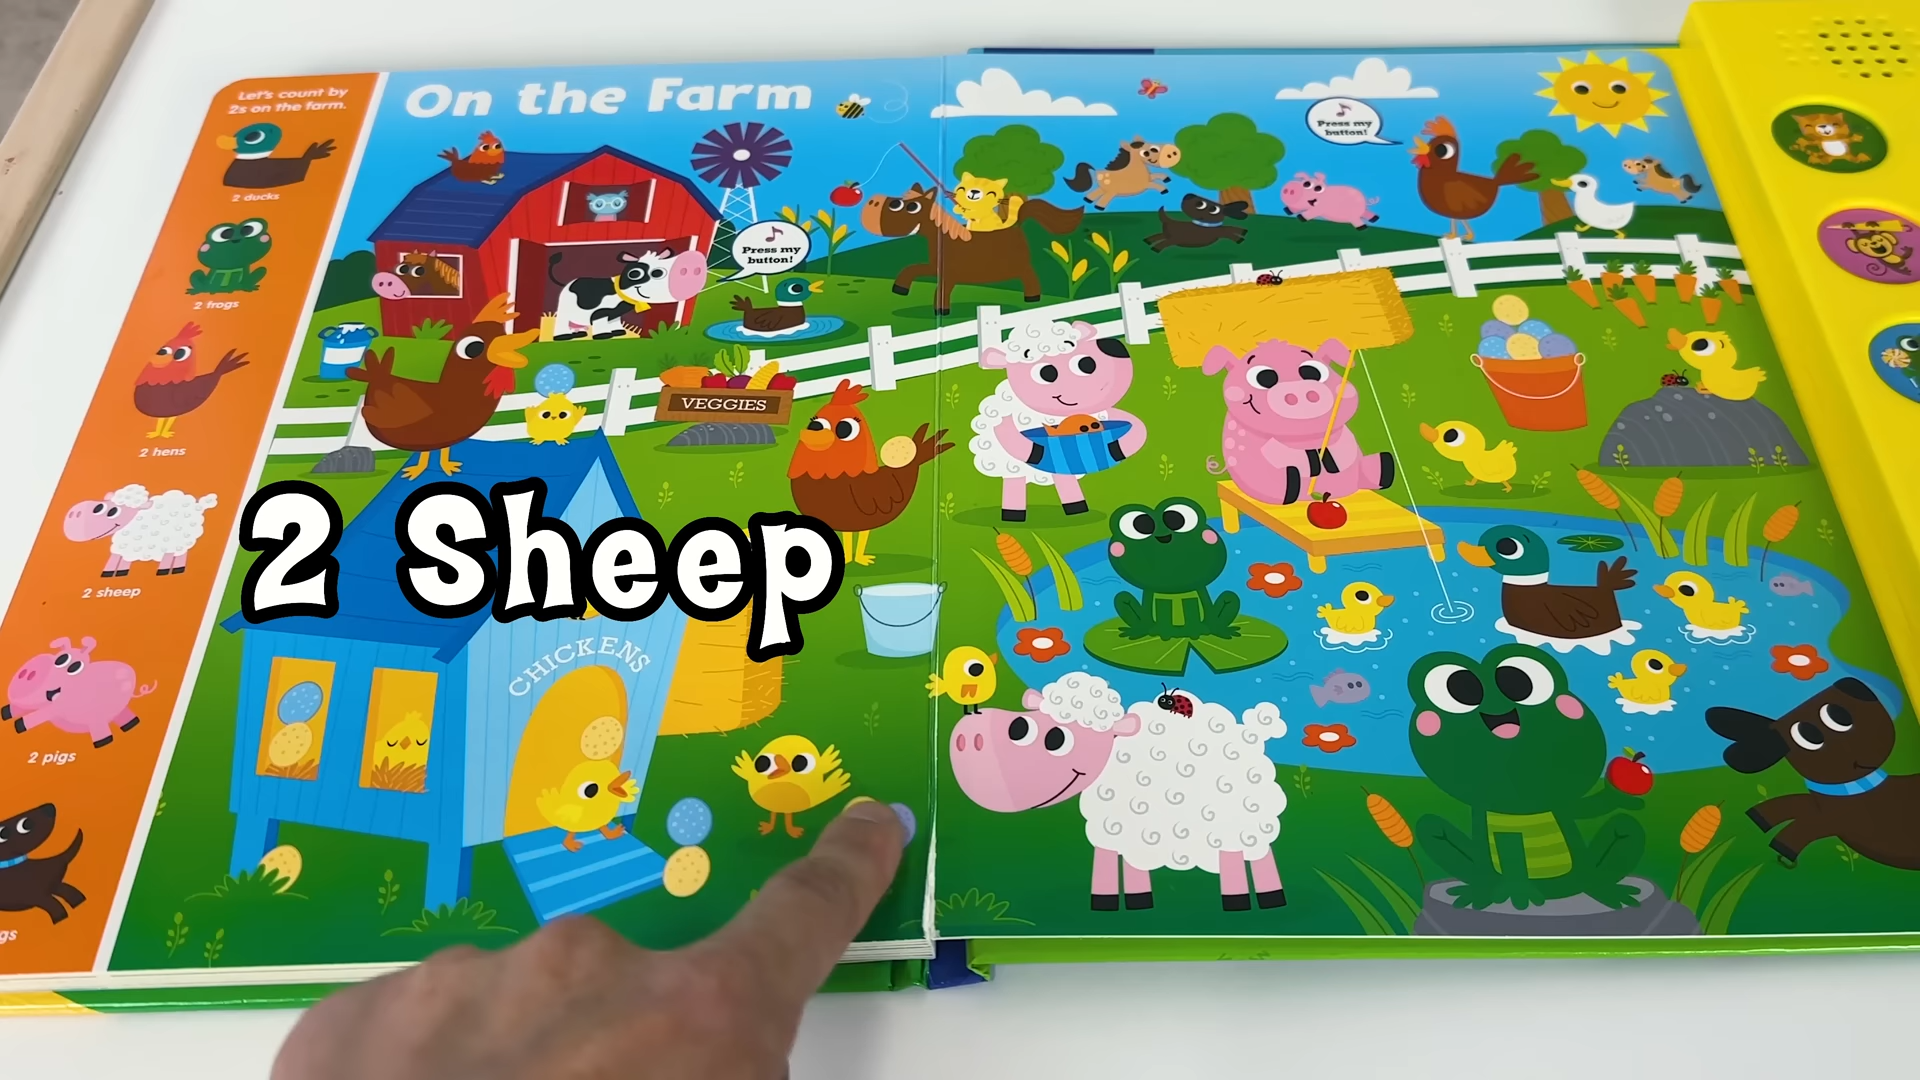 Let's count by
2s on the farm.
On the Farm
2 ducks
2 frogs
2 hens
2 sheep
2 pigs
gs
Press my
button!
Press my
button!
VEGGIES
2 Sheep
CHICKENS